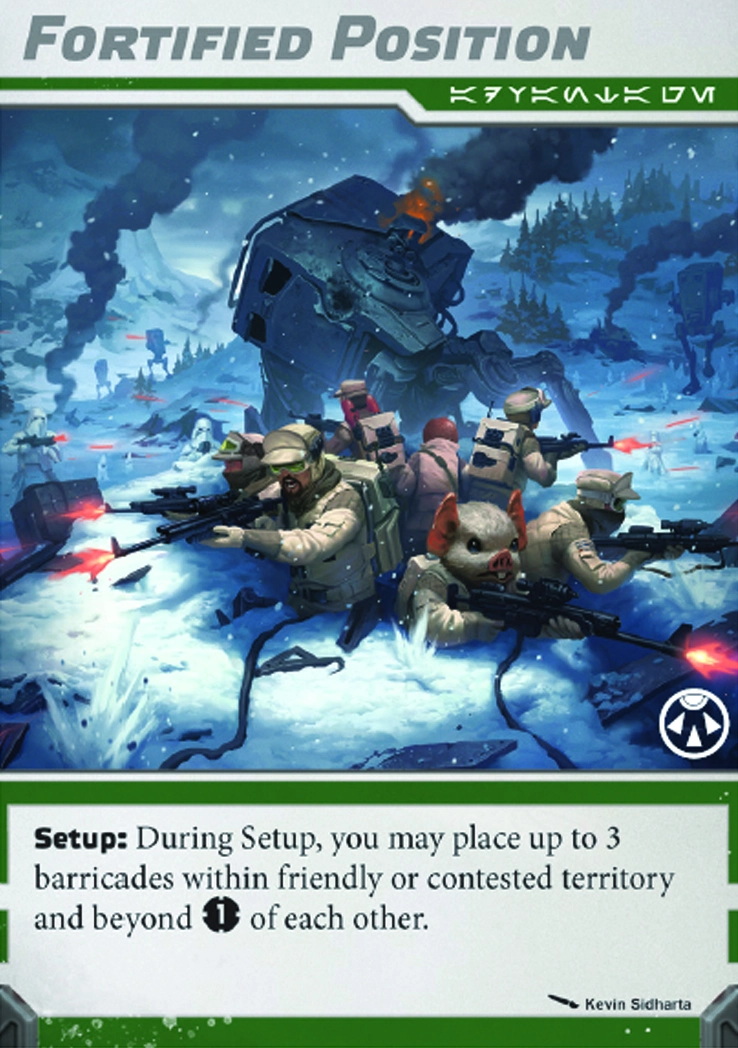 Fortified Position
Setup: During Setup, you may place up to 3
barricades within friendly or contested territory
and beyond 1 of each other.
Kevin Sidharta